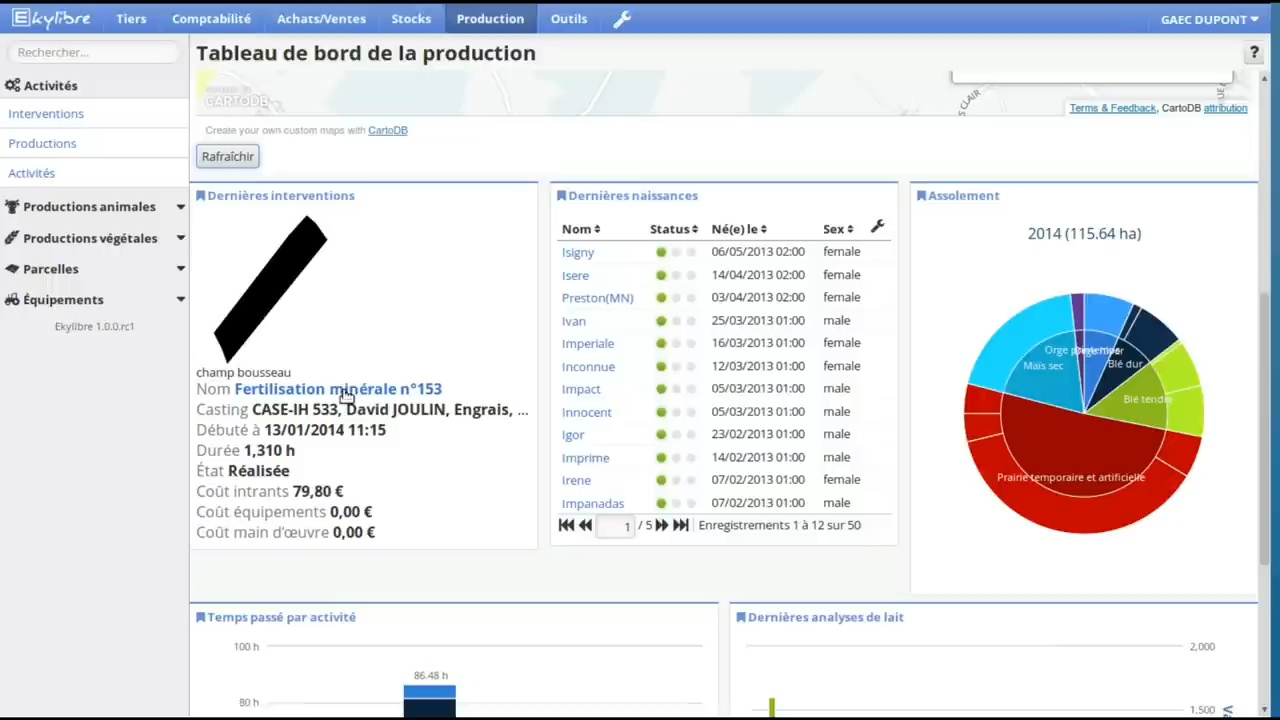 Ekylibre Tiers Comptabilité Achats/Ventes Stocks Production Outils GAEC DUPONT
Rechercher...
Activités
Interventions
Productions
Activités
Productions animales
Productions végétales
Parcelles
Équipements
Ekylibre 1.0.0.rc1
Tableau de bord de la production
?
CARTODB
Terms & Feedback, CartoDB attribution
Create your own custom maps with CartoDB
Rafraîchir
Dernières interventions
champ bousseau
Nom Fertilisation minérale n°153
Casting CASE-IH 533, David JOULIN, Engrais, ...
Débuté à 13/01/2014 11:15
Durée 1,310 h
État Réalisée
Coût intrants 79,80 €
Coût équipements 0,00 €
Coût main d'œuvre 0,00 €
Dernières naissances
Nom Status Né(e) le Sex
Isigny 06/05/2013 02:00 female
Isere 14/04/2013 02:00 female
Preston(MN) 03/04/2013 02:00 female
Ivan 25/03/2013 01:00 male
Imperiale 16/03/2013 01:00 female
Inconnue 12/03/2013 01:00 female
Impact 05/03/2013 01:00 male
Innocent 05/03/2013 01:00 male
Igor 23/02/2013 01:00 male
Imprime 14/02/2013 01:00 male
Irene 07/02/2013 01:00 female
Impanadas 07/02/2013 01:00 male
1 / 5 Enregistrements 1 à 12 sur 50
Assolement
2014 (115.64 ha)
Orge
Maïs sec
Blé dur
Blé tendre
Prairie temporaire et artificielle
Temps passé par activité
100 h
86.48 h
80 h
Dernières analyses de lait
2,000
1,500